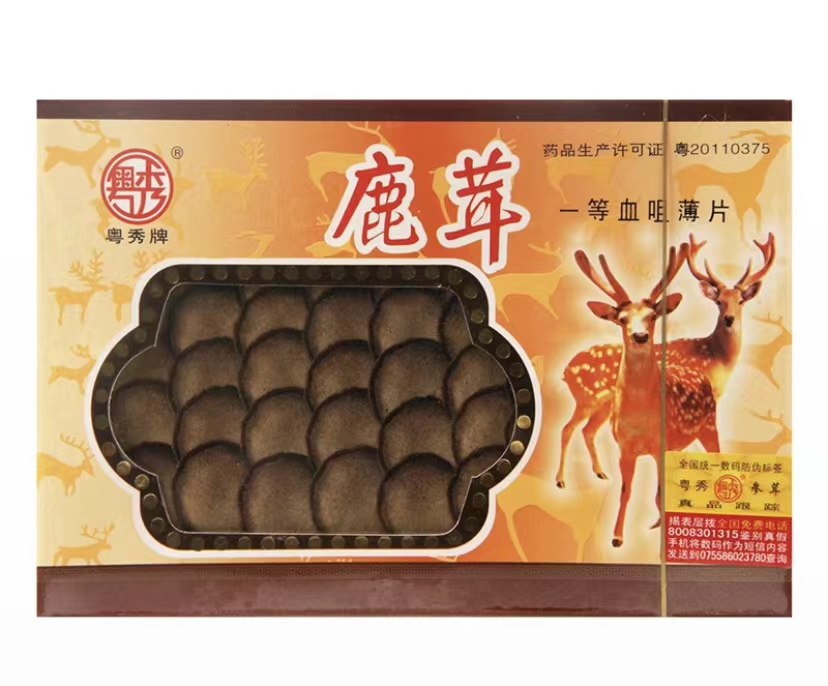 粤秀
®
粤秀牌
鹿茸
药品生产许可证 粤20110375
一等血咀薄片
全国统一数码防伪标签
粤秀 粤秀 ® 参茸
真品跟踪
揭表层拨全国免费电话
8008301315鉴别真假
手机将数码作为短信内容
发送到075586023780查询